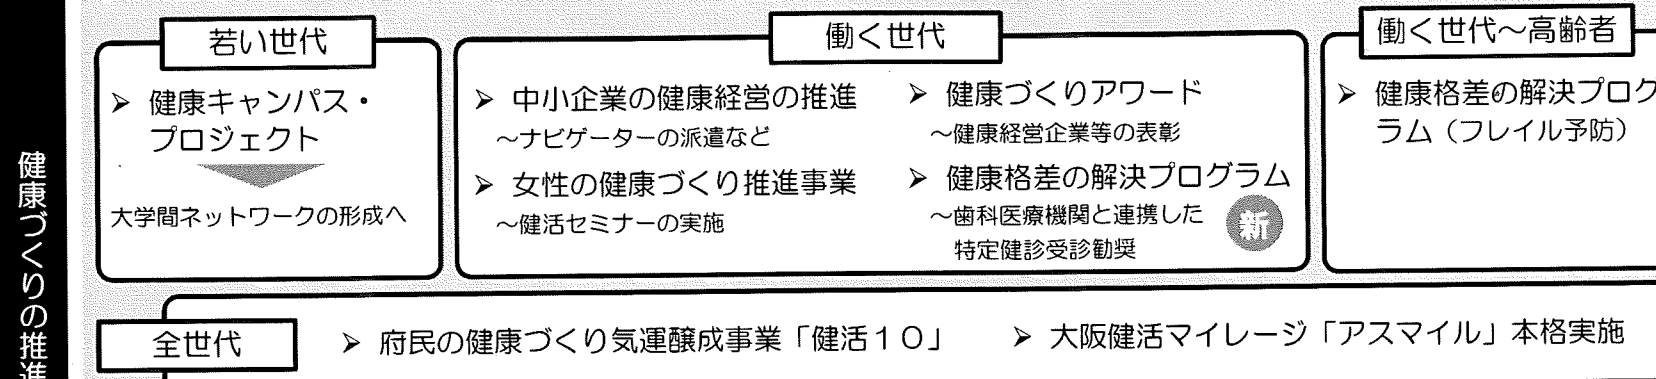 健康づくりの推進
若い世代
➢ 健康キャンパス・
プロジェクト
大学間ネットワークの形成へ
働く世代
➢ 中小企業の健康経営の推進
～ナビゲーターの派遣など
➢ 女性の健康づくり推進事業
～健活セミナーの実施
➢ 健康づくりアワード
～健康経営企業等の表彰
➢ 健康格差の解決プログラム
～歯科医療機関と連携した
特定健診受診勧奨
新
働く世代～高齢者
➢ 健康格差の解決プログ
ラム（フレイル予防）
全世代
➢ 府民の健康づくり気運醸成事業「健活１０」
➢ 大阪健活マイレージ「アスマイル」本格実施